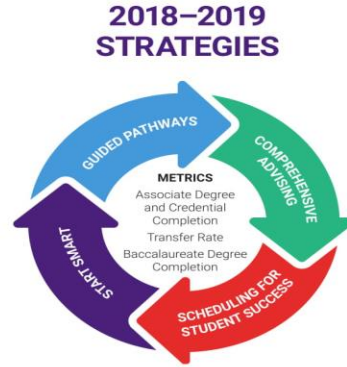 2018–2019
STRATEGIES
GUIDED PATHWAYS
COMPREHENSIVE
ADVISING
METRICS
Associate Degree
and Credential
Completion
Transfer Rate
Baccalaureate Degree
Completion
START SMART
SCHEDULING FOR
STUDENT SUCCESS